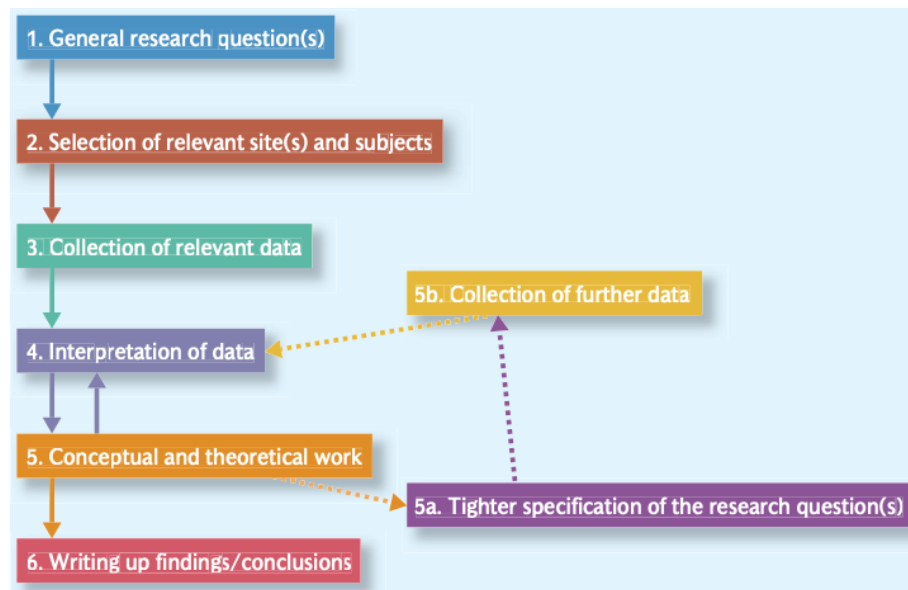 1. General research question(s)
2. Selection of relevant site(s) and subjects
3. Collection of relevant data
5b. Collection of further data
4. Interpretation of data
5. Conceptual and theoretical work
5a. Tighter specification of the research question(s)
6. Writing up findings/conclusions